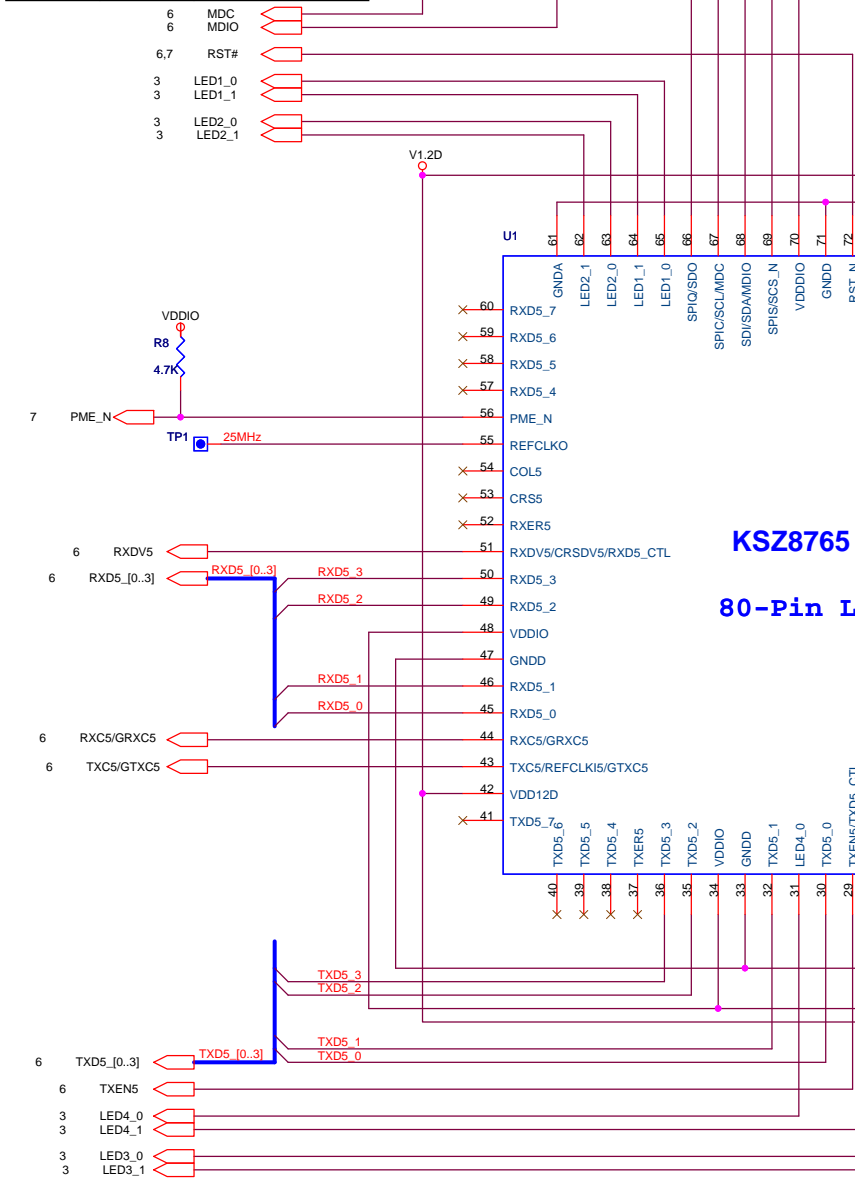 6 MDC
6 MDIO
6,7 RST#
3 LED1_0
3 LED1_1
3 LED2_0
3 LED2_1
V1.2D
U1
61 62 63 64 65 66 67 68 69 70 71 72
GNDA
LED2_1
LED2_0
LED1_1
LED1_0
SPIQ/SDO
SPIC/SCL/MDC
SDI/SDA/MDIO
SPIS/SCS_N
VDDDIO
GNDD
RST_N
60 RXD5_7
59 RXD5_6
58 RXD5_5
57 RXD5_4
VDDIO
R8
4.7K
7 PME_N
56 PME_N
TP1
25MHz
55 REFCLKO
54 COL5
53 CRS5
52 RXER5
6 RXDV5
51 RXDV5/CRSDV5/RXD5_CTL
KSZ8765
6 RXD5_[0..3]
RXD5_[0..3]
RXD5_3
50 RXD5_3
RXD5_2
49 RXD5_2
80-Pin L
48 VDDIO
47 GNDD
RXD5_1
46 RXD5_1
RXD5_0
45 RXD5_0
6 RXC5/GRXC5
44 RXC5/GRXC5
6 TXC5/GTXC5
43 TXC5/REFCLKI5/GTXC5
42 VDD12D
41 TXD5_7
TXD5_6
TXD5_5
TXD5_4
TXER5
TXD5_3
TXD5_2
VDDIO
GNDD
TXD5_1
LED4_0
TXD5_0
TXEN5/TXD5_CTL
40 39 38 37 36 35 34 33 32 31 30 29
TXD5_3
TXD5_2
TXD5_1
TXD5_0
6 TXD5_[0..3]
TXD5_[0..3]
6 TXEN5
3 LED4_0
3 LED4_1
3 LED3_0
3 LED3_1